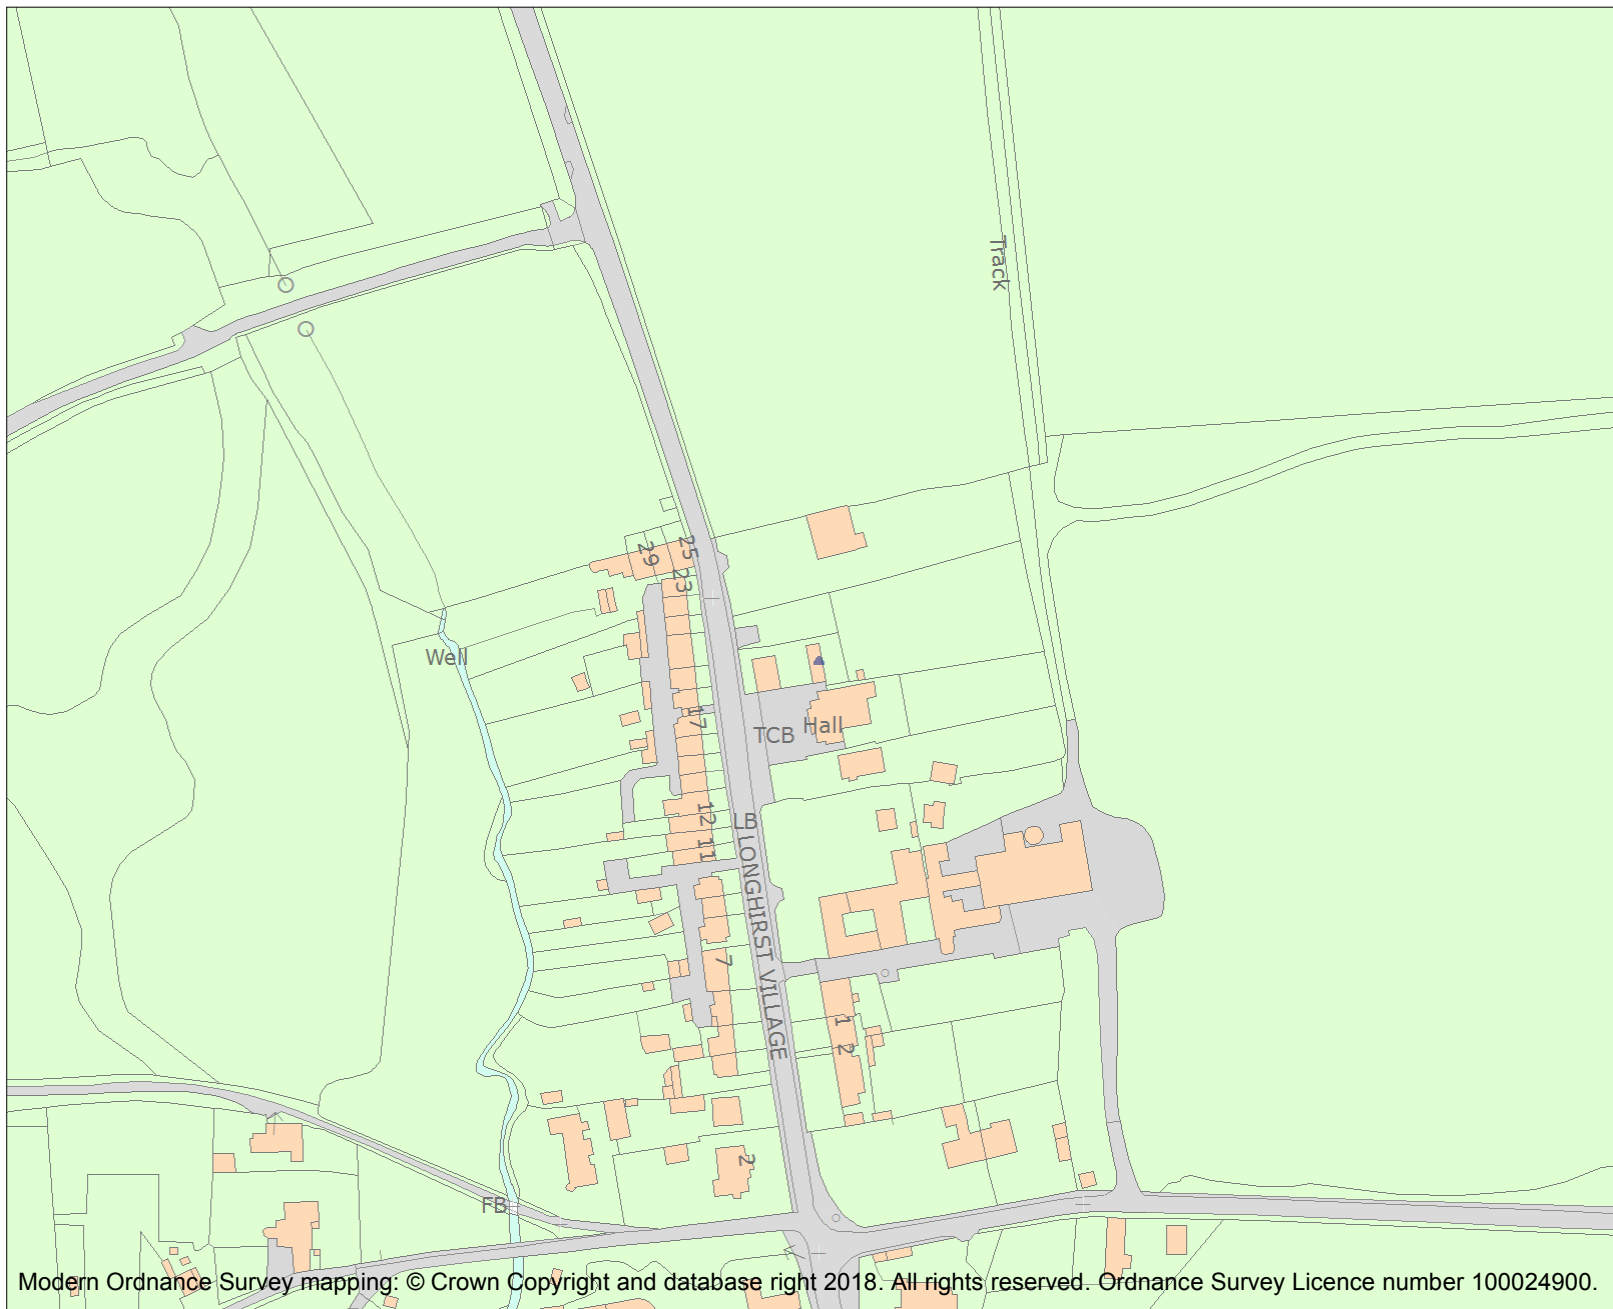 Track
25
29
23
Well
17
Hall
TCB
12
LB
11
LONGHIRST VILLAGE
7
1
2
2
FB
Modern Ordnance Survey mapping: © Crown Copyright and database right 2018. All rights reserved. Ordnance Survey Licence number 100024900.